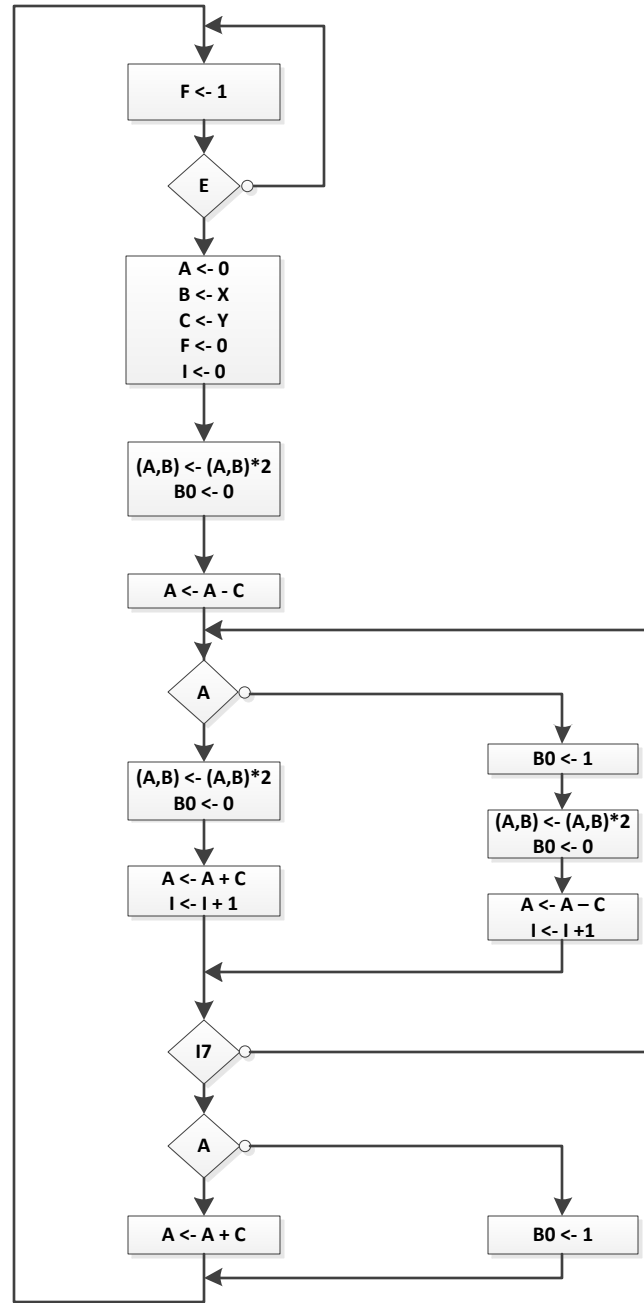 F <- 1
E
A <- 0
B <- X
C <- Y
F <- 0
I <- 0
(A,B) <- (A,B)*2
B0 <- 0
A <- A - C
A
(A,B) <- (A,B)*2
B0 <- 0
A <- A + C
I <- I + 1
B0 <- 1
(A,B) <- (A,B)*2
B0 <- 0
A <- A – C
I <- I +1
I7
A
A <- A + C
B0 <- 1